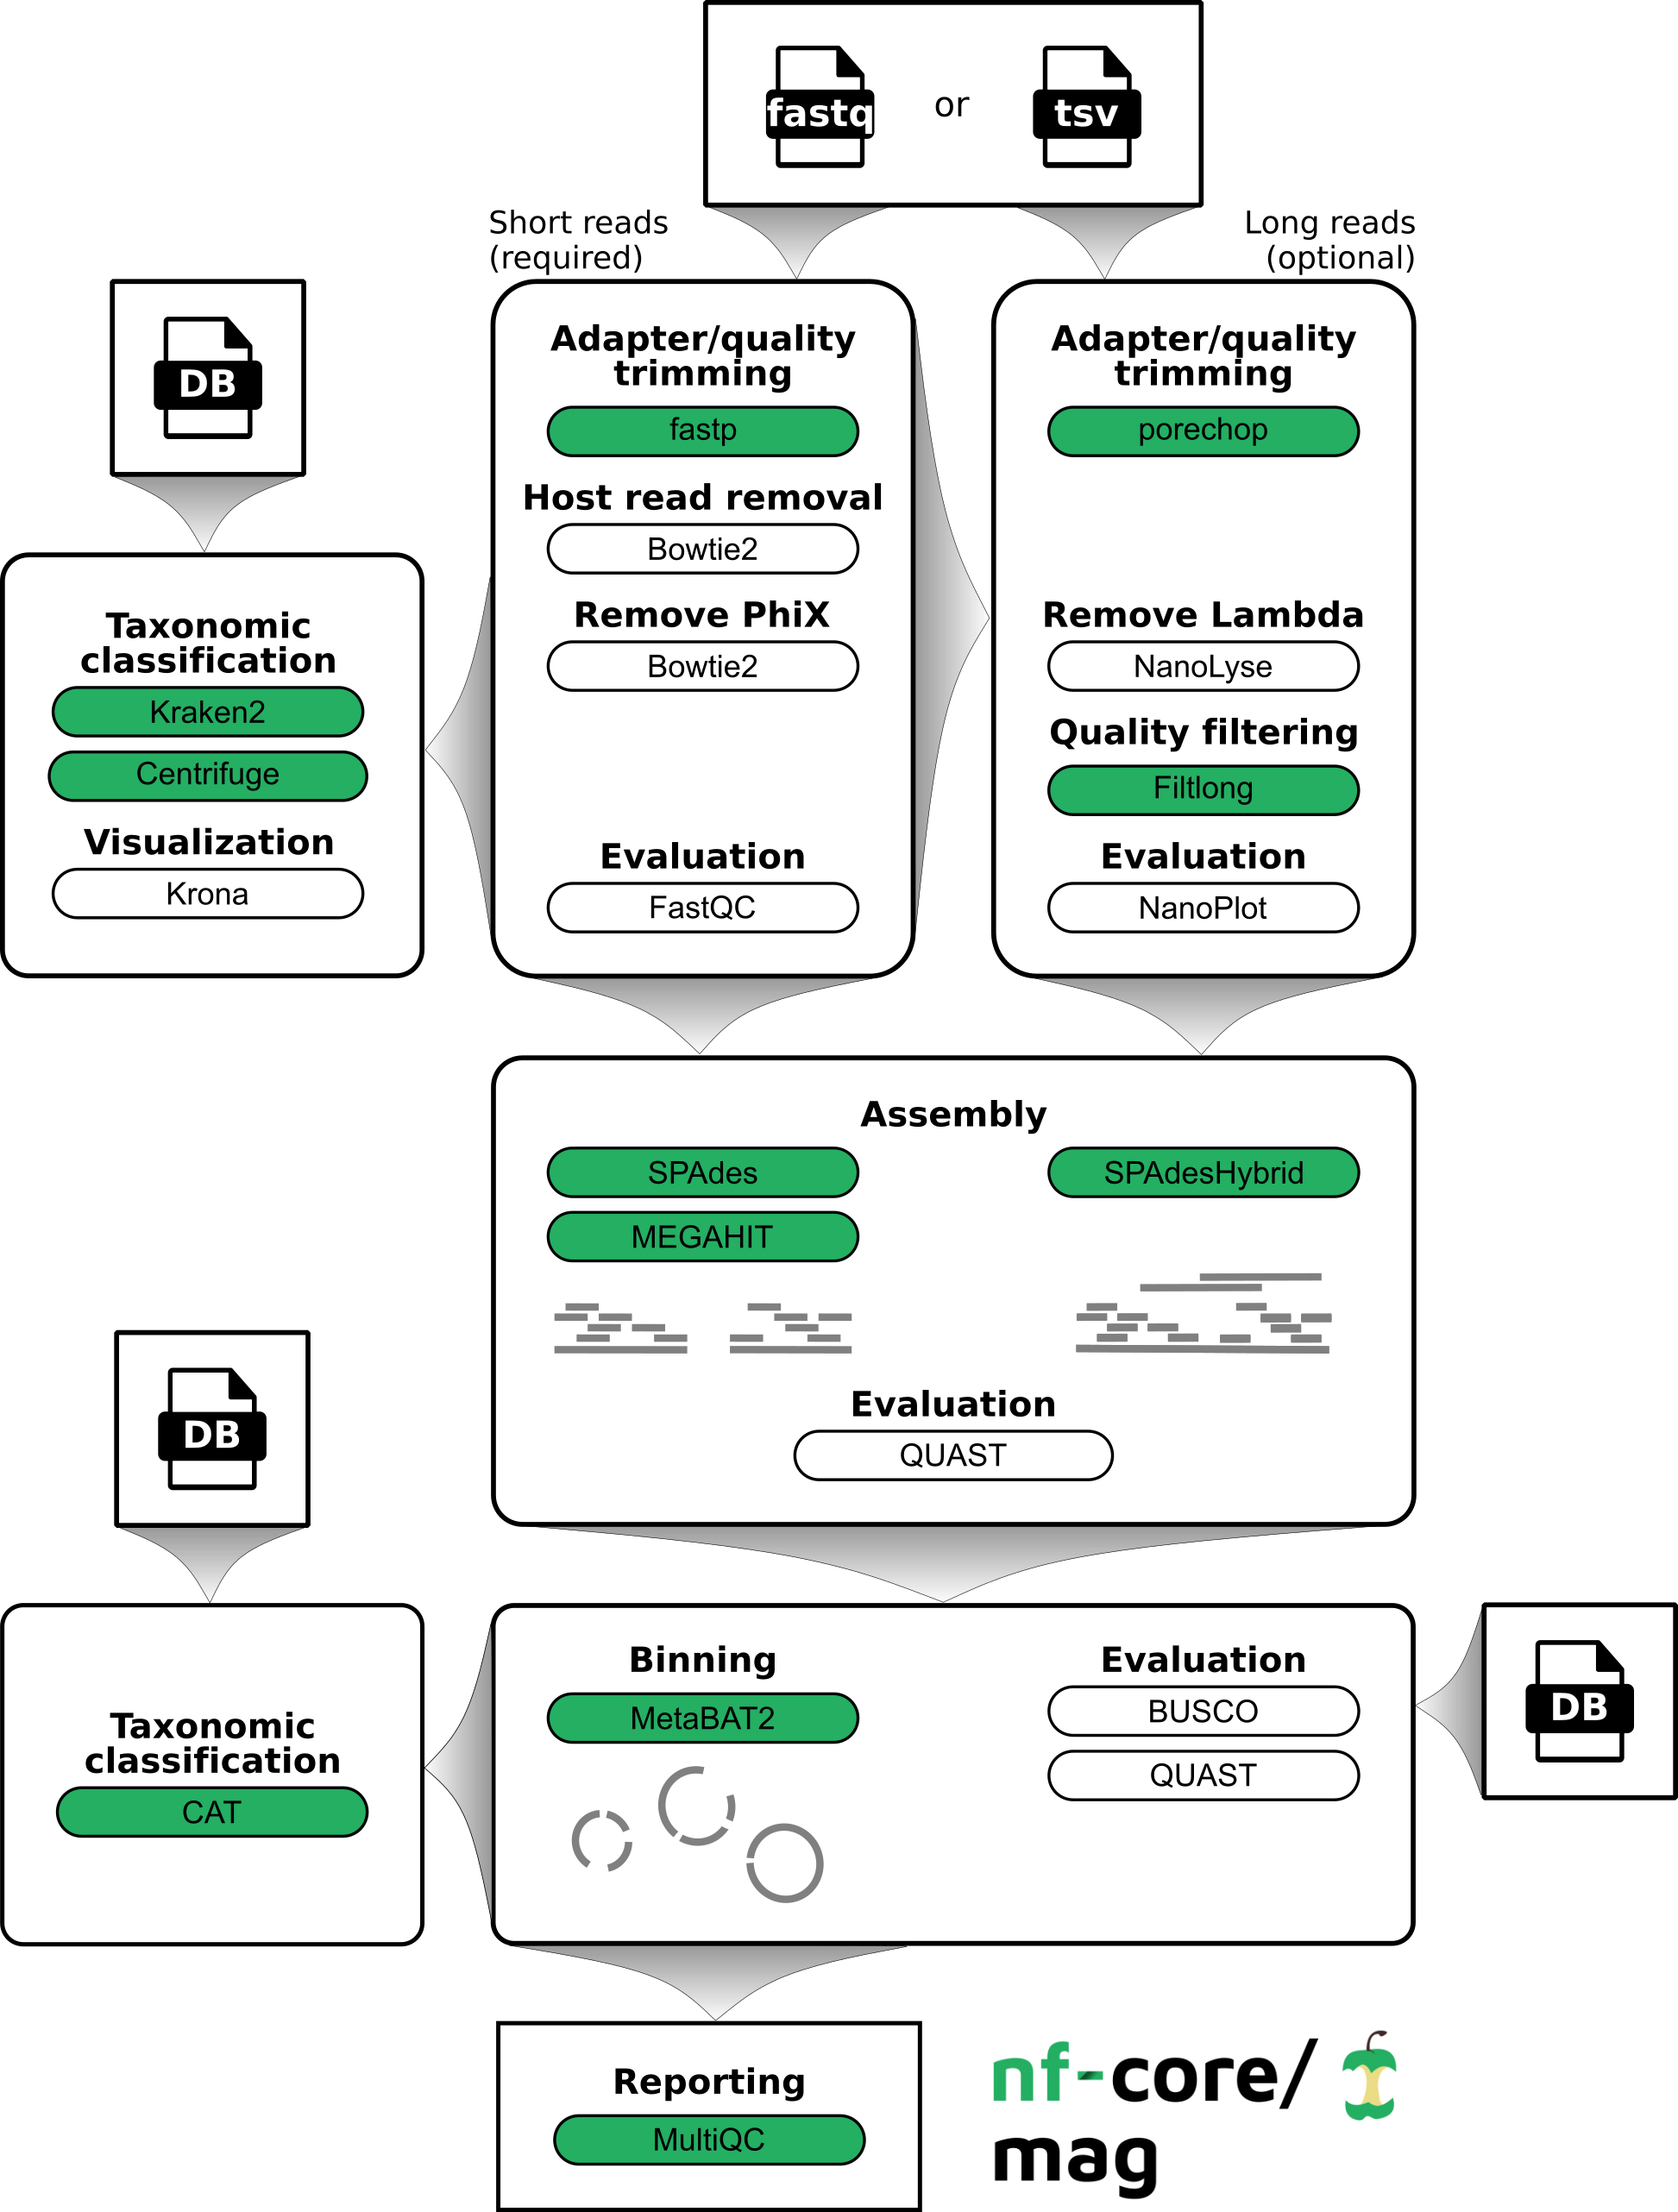 fastq
or
tsv
Short reads
(required)
Long reads
(optional)
DB
Adapter/quality
trimming
fastp
Host read removal
Bowtie2
Remove PhiX
Bowtie2
Evaluation
FastQC
Adapter/quality
trimming
porechop
Remove Lambda
NanoLyse
Quality filtering
Filtlong
Evaluation
NanoPlot
Taxonomic
classification
Kraken2
Centrifuge
Visualization
Krona
Assembly
SPAdes
SPAdesHybrid
MEGAHIT
Evaluation
QUAST
DB
Taxonomic
classification
CAT
Binning
MetaBAT2
Evaluation
BUSCO
QUAST
DB
Reporting
MultiQC
nf-core/
mag